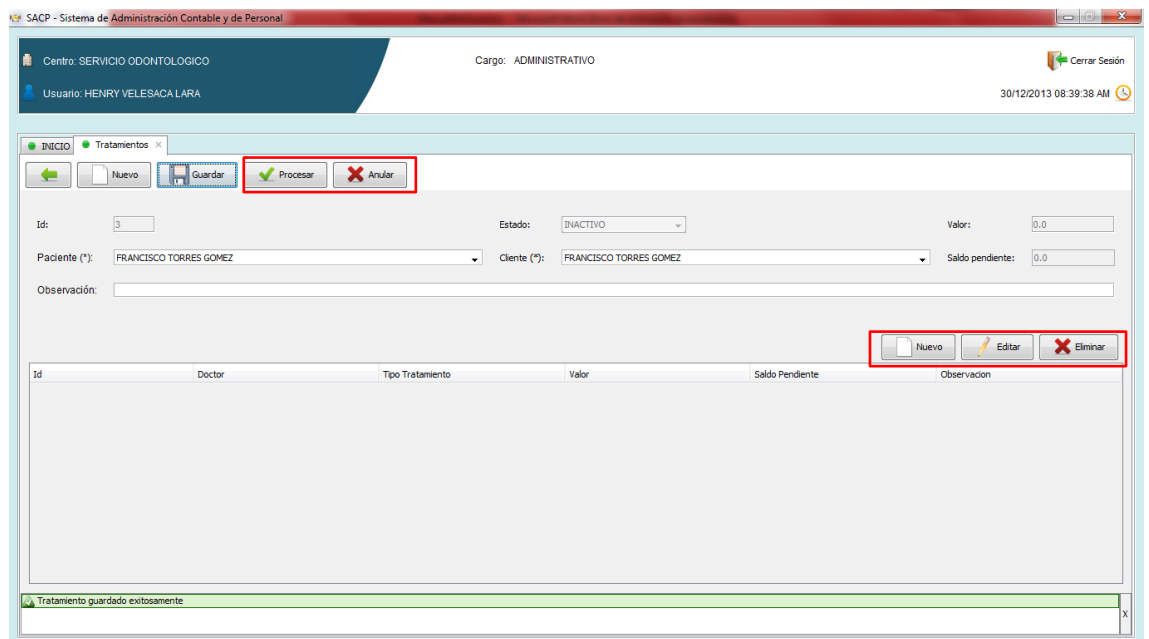 SACP - Sistema de Administración Contable y de Personal
Centro: SERVICIO ODONTOLOGICO
Cargo: ADMINISTRATIVO
Cerrar Sesión
Usuario: HENRY VELESACA LARA
30/12/2013 08:39:38 AM
INICIO Tratamientos ×
Nuevo Guardar Procesar Anular
Id: 3 Estado: INACTIVO Valor: 0.0
Paciente (*): FRANCISCO TORRES GOMEZ Cliente (*): FRANCISCO TORRES GOMEZ Saldo pendiente: 0.0
Observación:
Nuevo Editar Eliminar
Id Doctor Tipo Tratamiento Valor Saldo Pendiente Observacion
Tratamiento guardado exitosamente
X